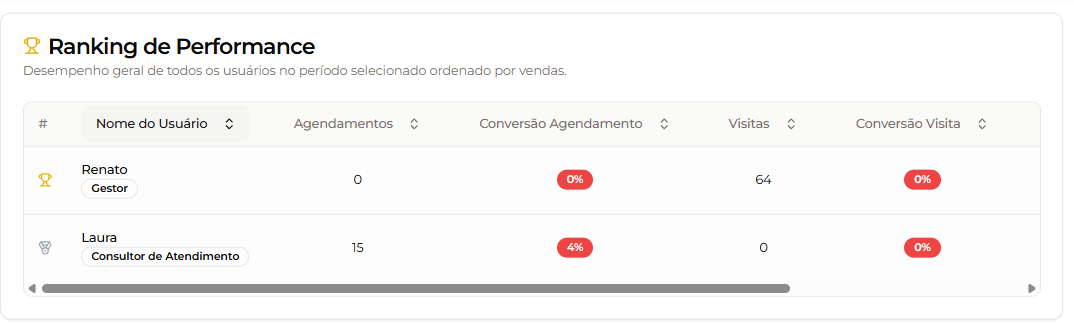 Ranking de Performance
Desempenho geral de todos os usuários no período selecionado ordenado por vendas.
# Nome do Usuário Agendamentos Conversão Agendamento Visitas Conversão Visita
Renato
Gestor
0 0% 64 0%
Laura
Consultor de Atendimento
15 4% 0 0%